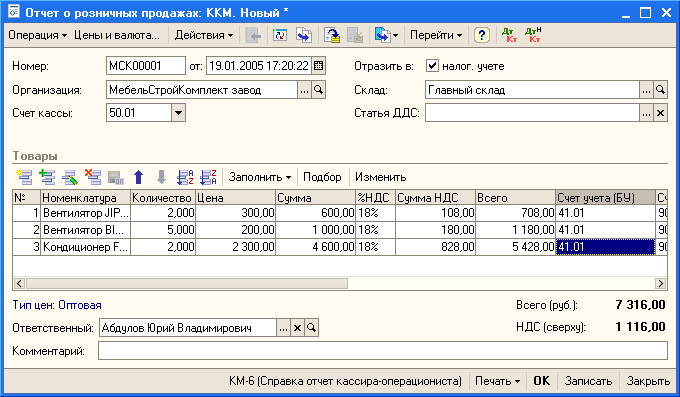 Отчет о розничных продажах: ККМ. Новый *
Операция Цены и валюта... Действия Перейти ? Дт Кт Дт Н Кт
Номер: МСК00001 от: 19.01.2005 17:20:22 Отразить в: налог. учете
Организация: МебельСтройКомплект завод ... Склад: Главный склад ...
Счет кассы: 50.01 Статья ДДС: ... x
Товары
Заполнить Подбор Изменить
№ Номенклатура Количество Цена Сумма %НДС Сумма НДС Всего Счет учета (БУ) Сч
1 Вентилятор JIP... 2,000 300,00 600,00 18% 108,00 708,00 41.01 90
2 Вентилятор BI... 5,000 200,00 1 000,00 18% 180,00 1 180,00 41.01 90
3 Кондиционер F... 2,000 2 300,00 4 600,00 18% 828,00 5 428,00 41.01 90
Тип цен: Оптовая Всего (руб.): 7 316,00
Ответственный: Абдулов Юрий Владимирович ... x НДС (сверху): 1 116,00
Комментарий:
КМ-6 (Справка отчет кассира-операциониста) Печать OK Записать Закрыть